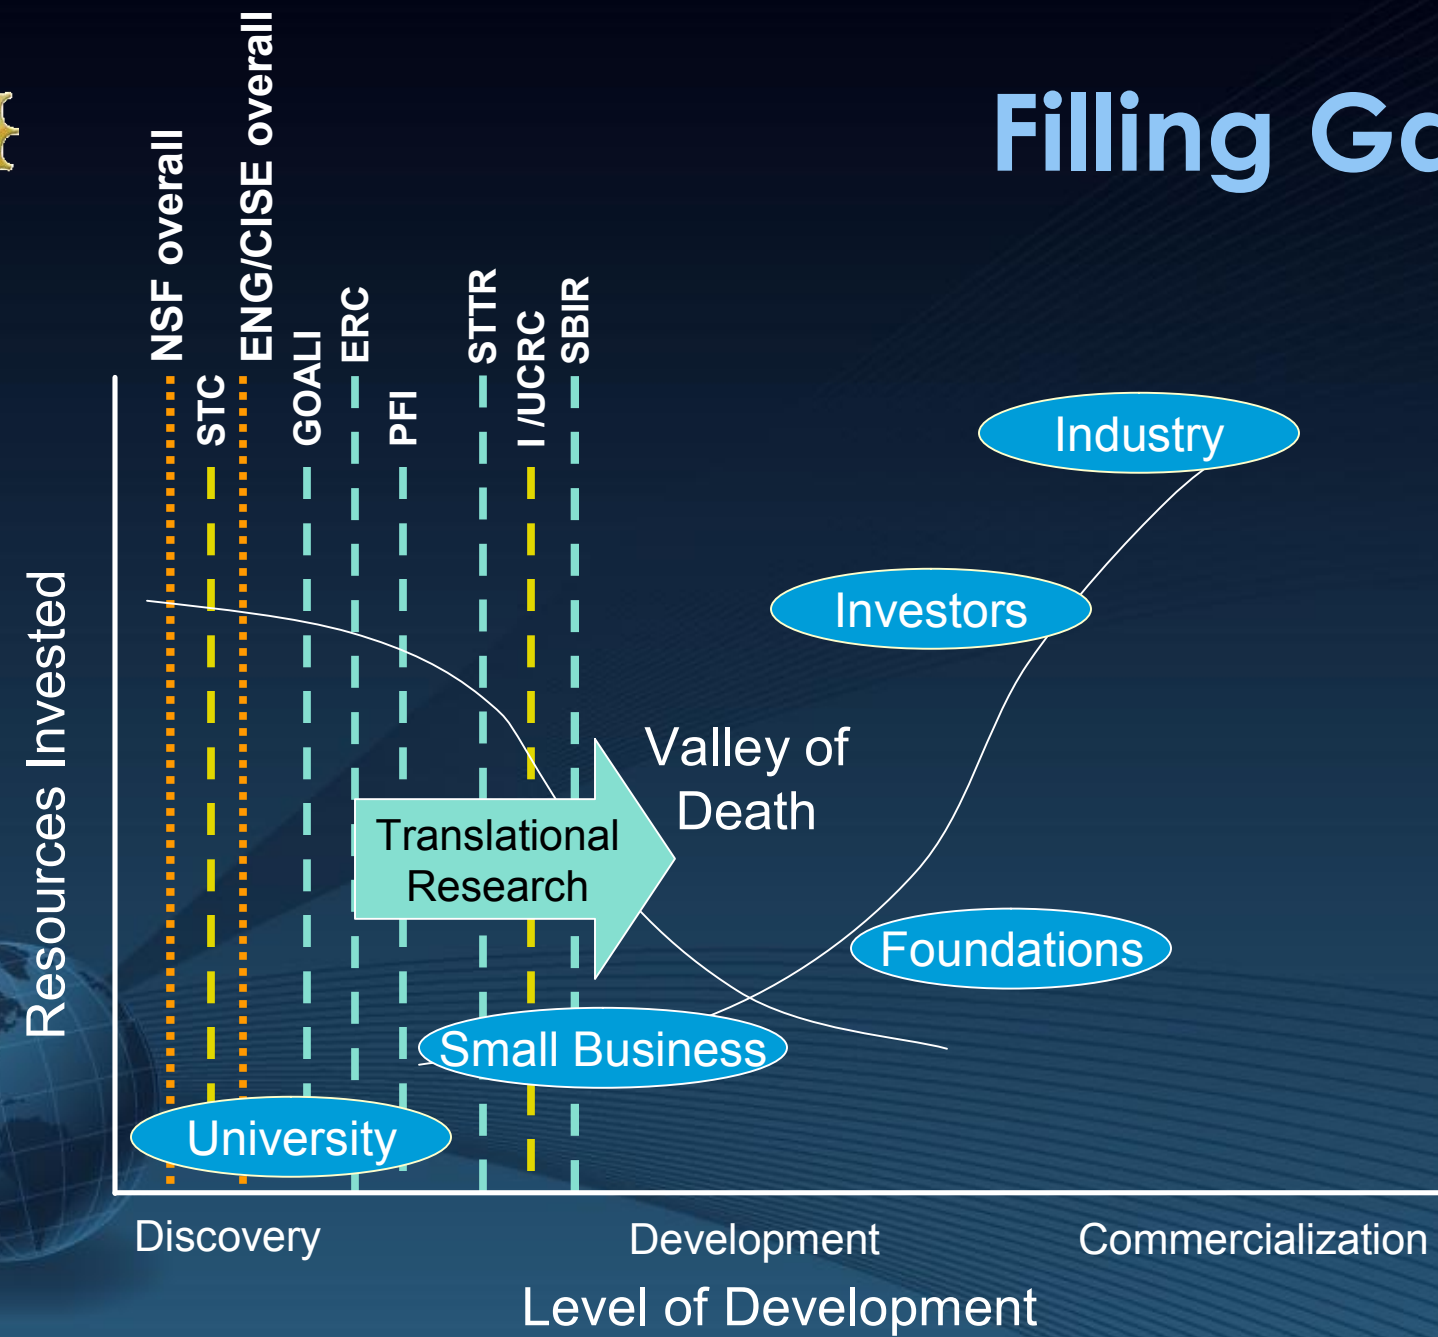 Filling Ga
NSF overall
STC
ENG/CISE overall
GOALI
ERC
PFI
STTR
I /UCRC
SBIR
Industry
Investors
Valley of
Death
Translational
Research
Foundations
Small Business
University
Resources Invested
Discovery
Development
Commercialization
Level of Development